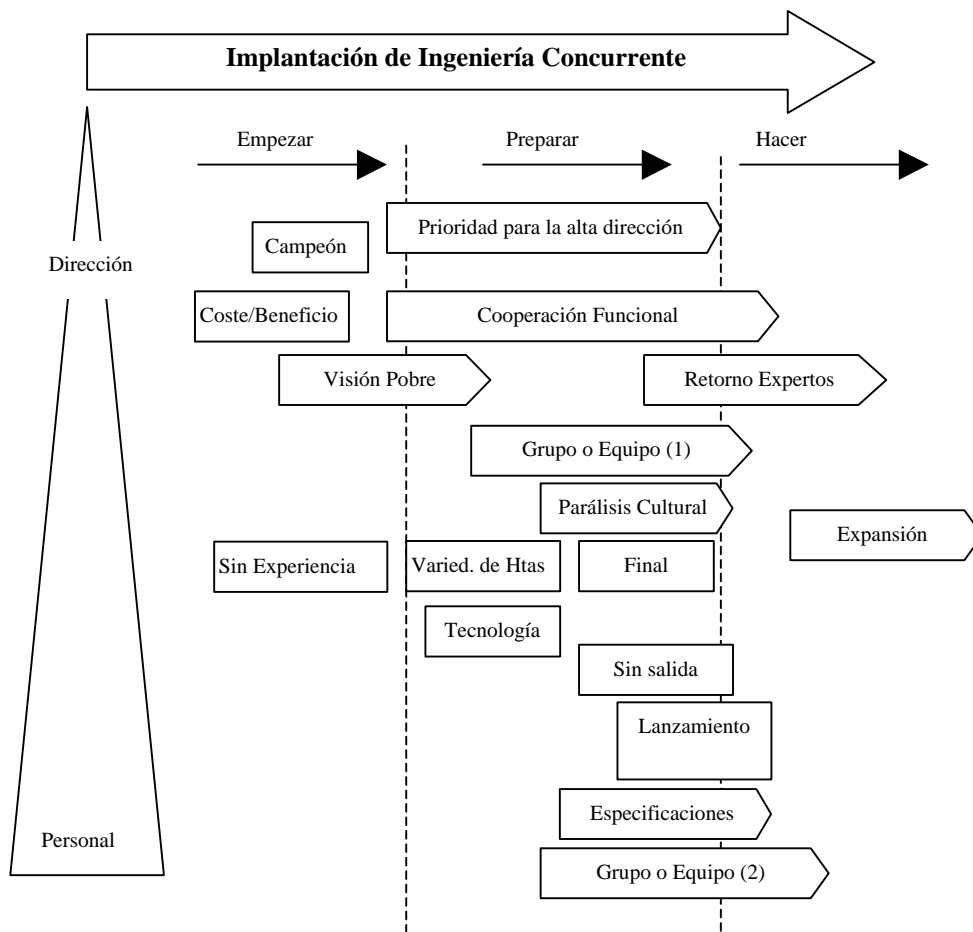 Implantación de Ingeniería Concurrente
Empezar
Preparar
Hacer
Prioridad para la alta dirección
Campeón
Dirección
Coste/Beneficio
Cooperación Funcional
Visión Pobre
Retorno Expertos
Grupo o Equipo (1)
Parálisis Cultural
Expansión
Sin Experiencia
Varied. de Htas
Final
Tecnología
Sin salida
Lanzamiento
Especificaciones
Personal
Grupo o Equipo (2)